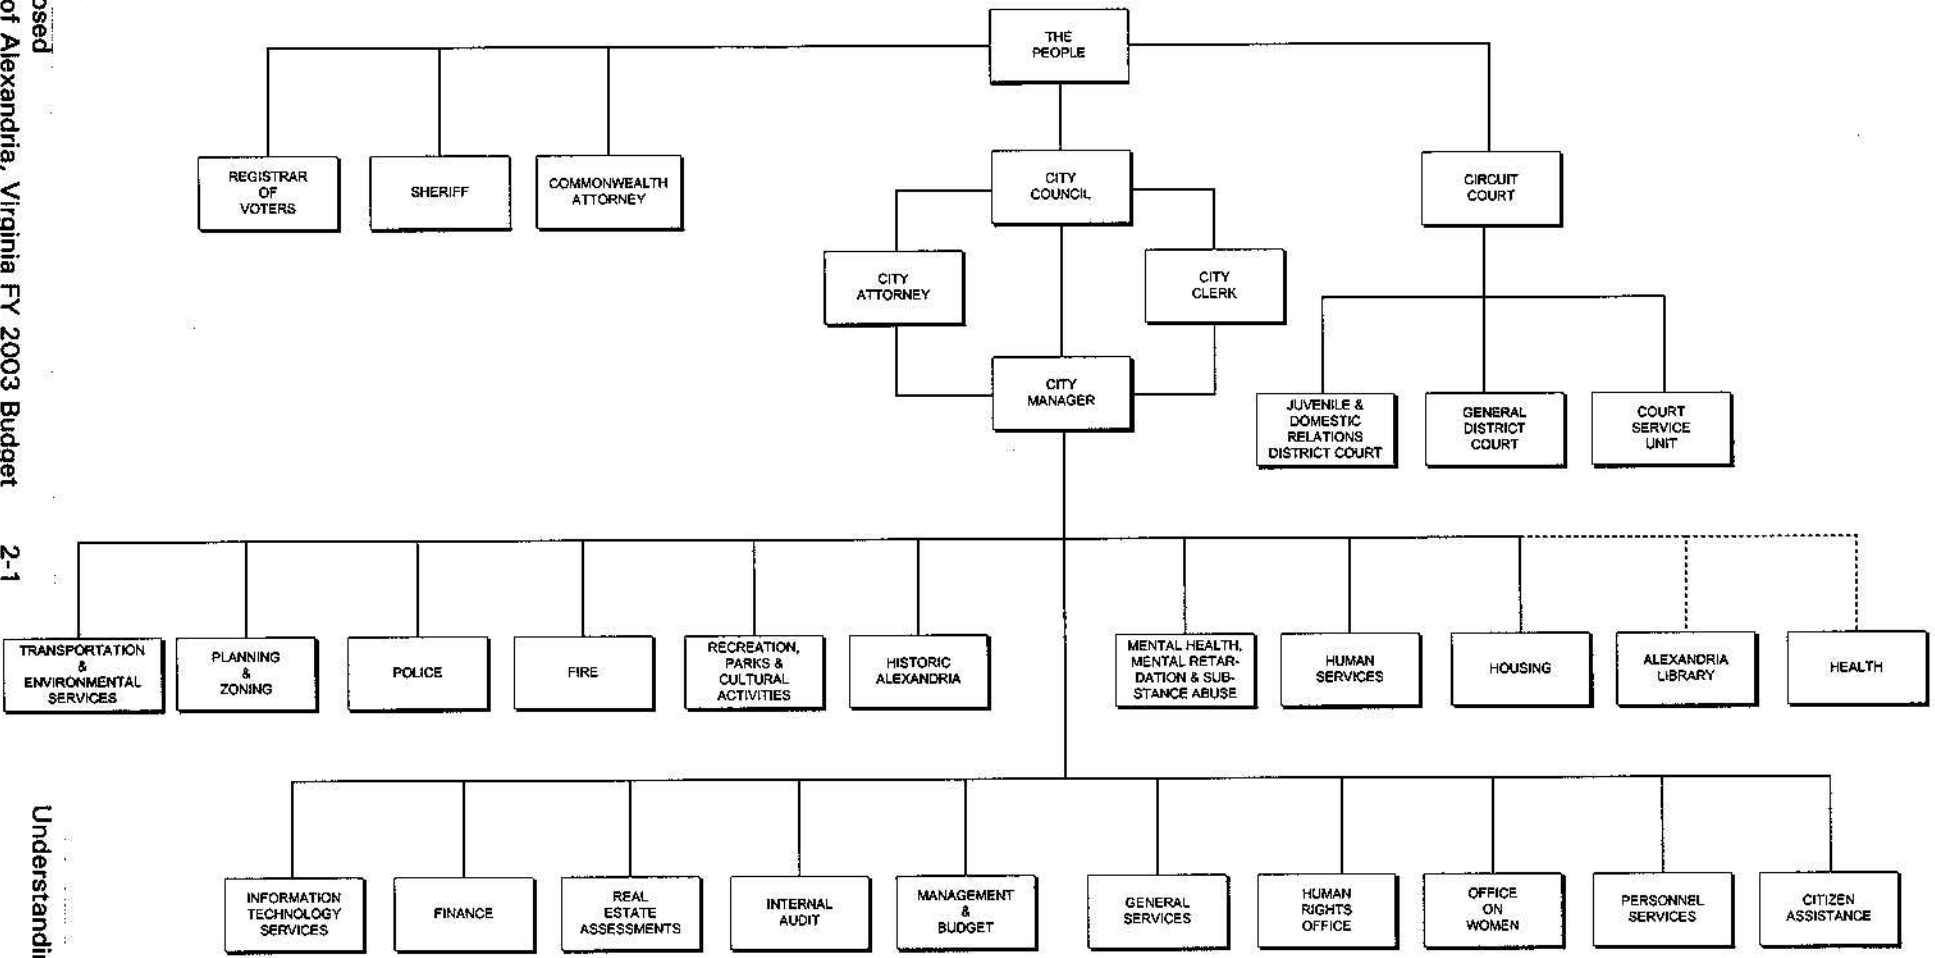 THE
PEOPLE
REGISTRAR
OF
VOTERS
SHERIFF
COMMONWEALTH
ATTORNEY
CITY
COUNCIL
CIRCUIT
COURT
CITY
ATTORNEY
CITY
CLERK
CITY
MANAGER
JUVENILE &
DOMESTIC
RELATIONS
DISTRICT COURT
GENERAL
DISTRICT
COURT
COURT
SERVICE
UNIT
TRANSPORTATION
&
ENVIRONMENTAL
SERVICES
PLANNING
&
ZONING
POLICE
FIRE
RECREATION,
PARKS &
CULTURAL
ACTIVITIES
HISTORIC
ALEXANDRIA
MENTAL HEALTH,
MENTAL RETAR-
DATION & SUB-
STANCE ABUSE
HUMAN
SERVICES
HOUSING
ALEXANDRIA
LIBRARY
HEALTH
INFORMATION
TECHNOLOGY
SERVICES
FINANCE
REAL
ESTATE
ASSESSMENTS
INTERNAL
AUDIT
MANAGEMENT
&
BUDGET
GENERAL
SERVICES
HUMAN
RIGHTS
OFFICE
OFFICE
ON
WOMEN
PERSONNEL
SERVICES
CITIZEN
ASSISTANCE
of Alexandria, Virginia FY 2003 Budget 2-1